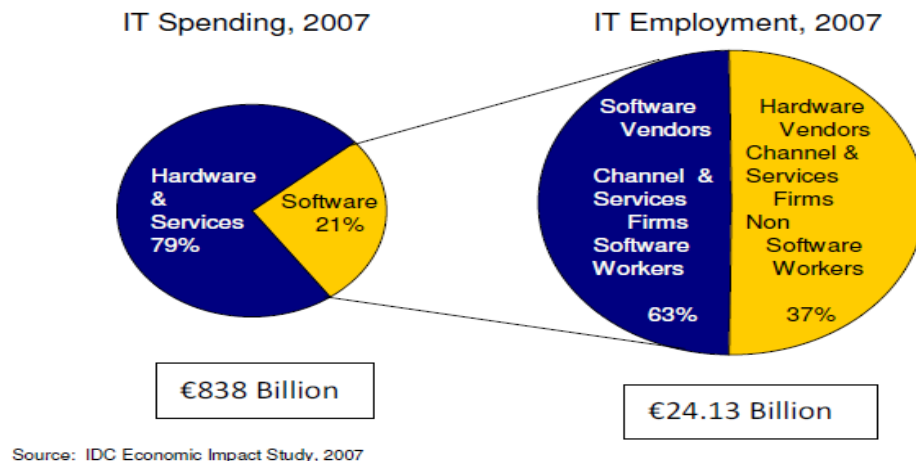 IT Spending, 2007
IT Employment, 2007
Hardware
&
Services
79%
Software
21%
Software
Vendors
Channel &
Services
Firms
Software
Workers
63%
Hardware
Vendors
Channel &
Services
Firms
Non
Software
Workers
37%
€838 Billion
€24.13 Billion
Source: IDC Economic Impact Study, 2007